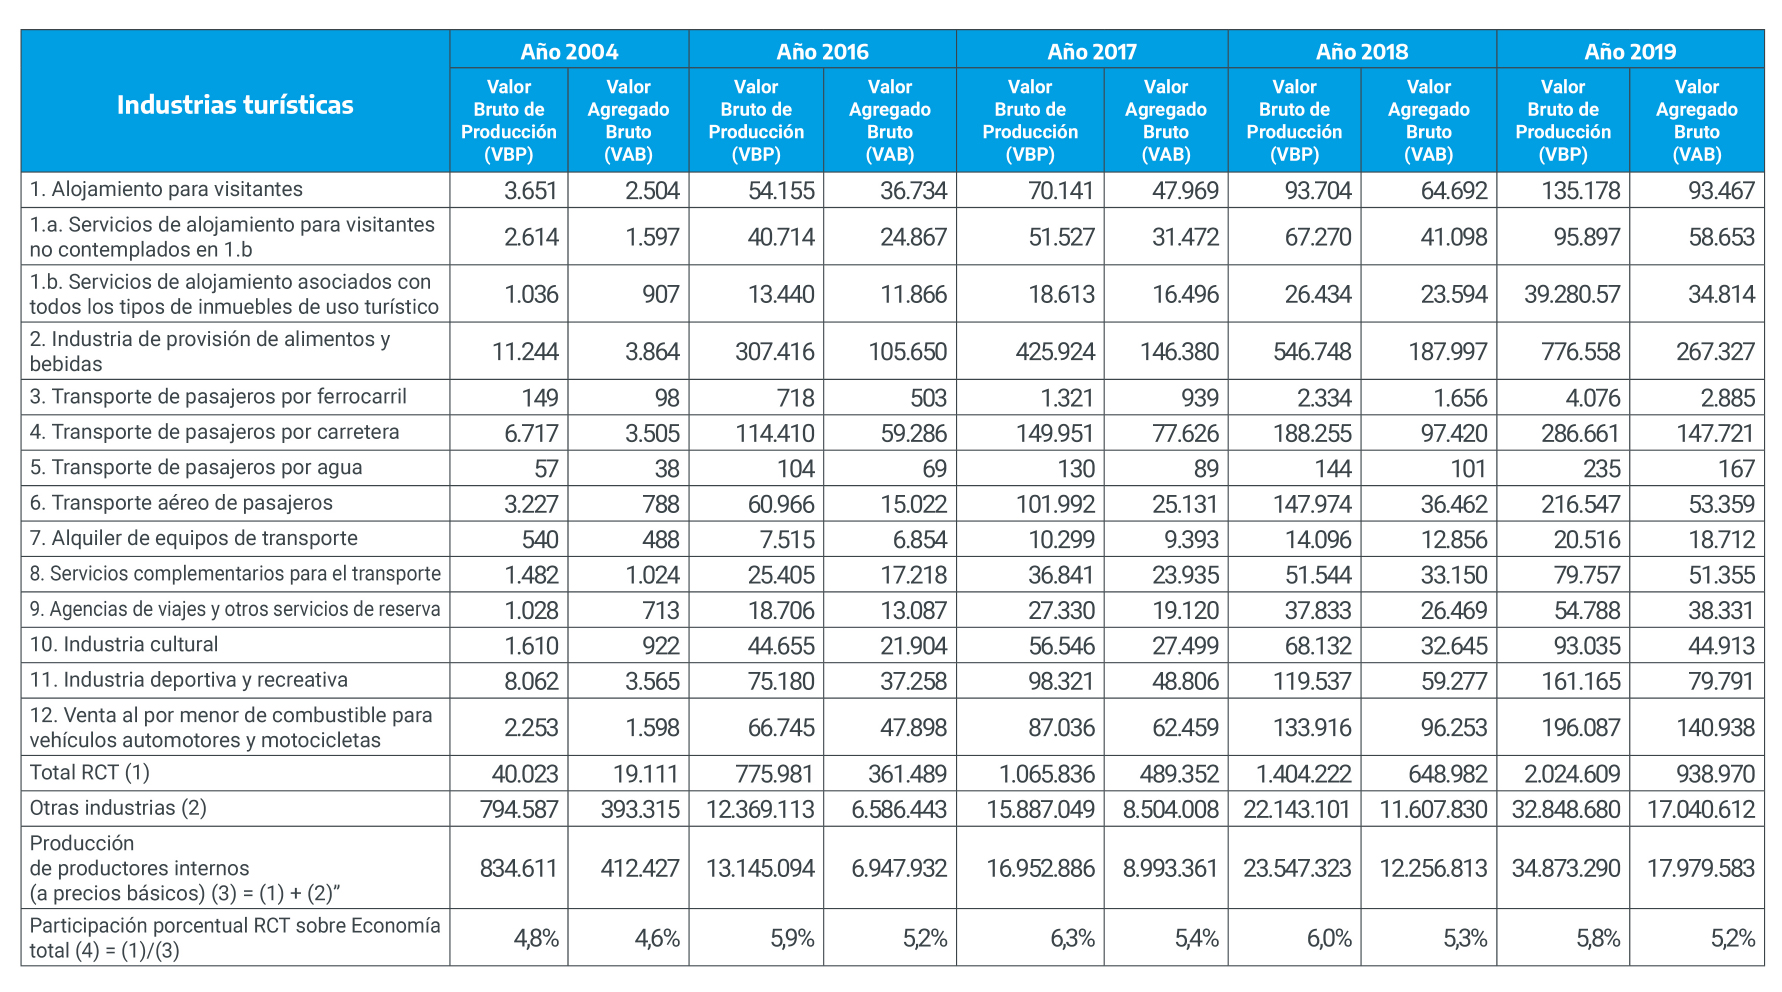 Industrias turísticas
Año 2004 Año 2016 Año 2017 Año 2018 Año 2019
Valor Valor Valor Valor Valor Valor Valor Valor Valor Valor
Bruto de Agregado Bruto de Agregado Bruto de Agregado Bruto de Agregado Bruto de Agregado
Producción Bruto Producción Bruto Producción Bruto Producción Bruto Producción Bruto
(VBP) (VAB) (VBP) (VAB) (VBP) (VAB) (VBP) (VAB) (VBP) (VAB)
1. Alojamiento para visitantes 3.651 2.504 54.155 36.734 70.141 47.969 93.704 64.692 135.178 93.467
1.a. Servicios de alojamiento para visitantes
no contemplados en 1.b 2.614 1.597 40.714 24.867 51.527 31.472 67.270 41.098 95.897 58.653
1.b. Servicios de alojamiento asociados con
todos los tipos de inmuebles de uso turístico 1.036 907 13.440 11.866 18.613 16.496 26.434 23.594 39.280.57 34.814
2. Industria de provisión de alimentos y
bebidas 11.244 3.864 307.416 105.650 425.924 146.380 546.748 187.997 776.558 267.327
3. Transporte de pasajeros por ferrocarril 149 98 718 503 1.321 939 2.334 1.656 4.076 2.885
4. Transporte de pasajeros por carretera 6.717 3.505 114.410 59.286 149.951 77.626 188.255 97.420 286.661 147.721
5. Transporte de pasajeros por agua 57 38 104 69 130 89 144 101 235 167
6. Transporte aéreo de pasajeros 3.227 788 60.966 15.022 101.992 25.131 147.974 36.462 216.547 53.359
7. Alquiler de equipos de transporte 540 488 7.515 6.854 10.299 9.393 14.096 12.856 20.516 18.712
8. Servicios complementarios para el transporte 1.482 1.024 25.405 17.218 36.841 23.935 51.544 33.150 79.757 51.355
9. Agencias de viajes y otros servicios de reserva 1.028 713 18.706 13.087 27.330 19.120 37.833 26.469 54.788 38.331
10. Industria cultural 1.610 922 44.655 21.904 56.546 27.499 68.132 32.645 93.035 44.913
11. Industria deportiva y recreativa 8.062 3.565 75.180 37.258 98.321 48.806 119.537 59.277 161.165 79.791
12. Venta al por menor de combustible para
vehículos automotores y motocicletas 2.253 1.598 66.745 47.898 87.036 62.459 133.916 96.253 196.087 140.938
Total RCT (1) 40.023 19.111 775.981 361.489 1.065.836 489.352 1.404.222 648.982 2.024.609 938.970
Otras industrias (2) 794.587 393.315 12.369.113 6.586.443 15.887.049 8.504.008 22.143.101 11.607.830 32.848.680 17.040.612
Producción
de productores internos
(a precios básicos) (3) = (1) + (2)” 834.611 412.427 13.145.094 6.947.932 16.952.886 8.993.361 23.547.323 12.256.813 34.873.290 17.979.583
Participación porcentual RCT sobre Economía
total (4) = (1)/(3) 4,8% 4,6% 5,9% 5,2% 6,3% 5,4% 6,0% 5,3% 5,8% 5,2%